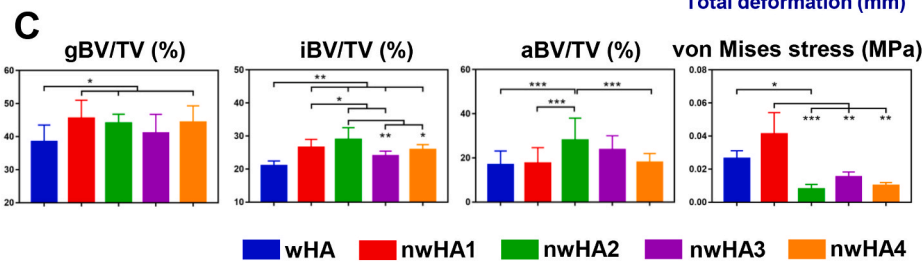 Total deformation (mm)
C
gBV/TV (%)
iBV/TV (%)
aBV/TV (%)
von Mises stress (MPa)
60
50
40
30
20
*
50
40
30
20
10
**
*
**
*
60
40
20
0
***
***
***
0.08
0.06
0.04
0.02
0.00
*
***
**
**
wHA
nwHA1
nwHA2
nwHA3
nwHA4